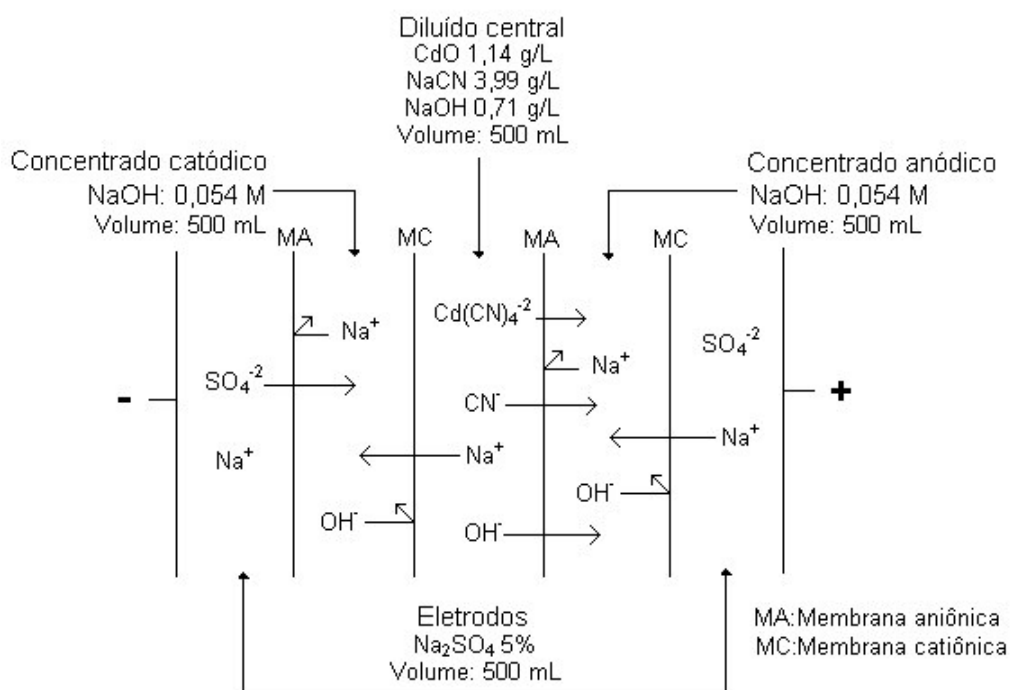 Diluído central
CdO 1,14 g/L
NaCN 3,99 g/L
NaOH 0,71 g/L
Volume: 500 mL
Concentrado catódico
NaOH: 0,054 M
Volume: 500 mL
Concentrado anódico
NaOH: 0,054 M
Volume: 500 mL
MA MC MA MC
Cd(CN)₄⁻²
Na⁺ Na⁺
SO₄⁻² SO₄⁻²
- CN⁻ +
Na⁺ Na⁺ Na⁺
OH⁻ OH⁻
OH⁻
Eletrodos
Na₂SO₄ 5%
Volume: 500 mL
MA:Membrana aniônica
MC:Membrana catiônica